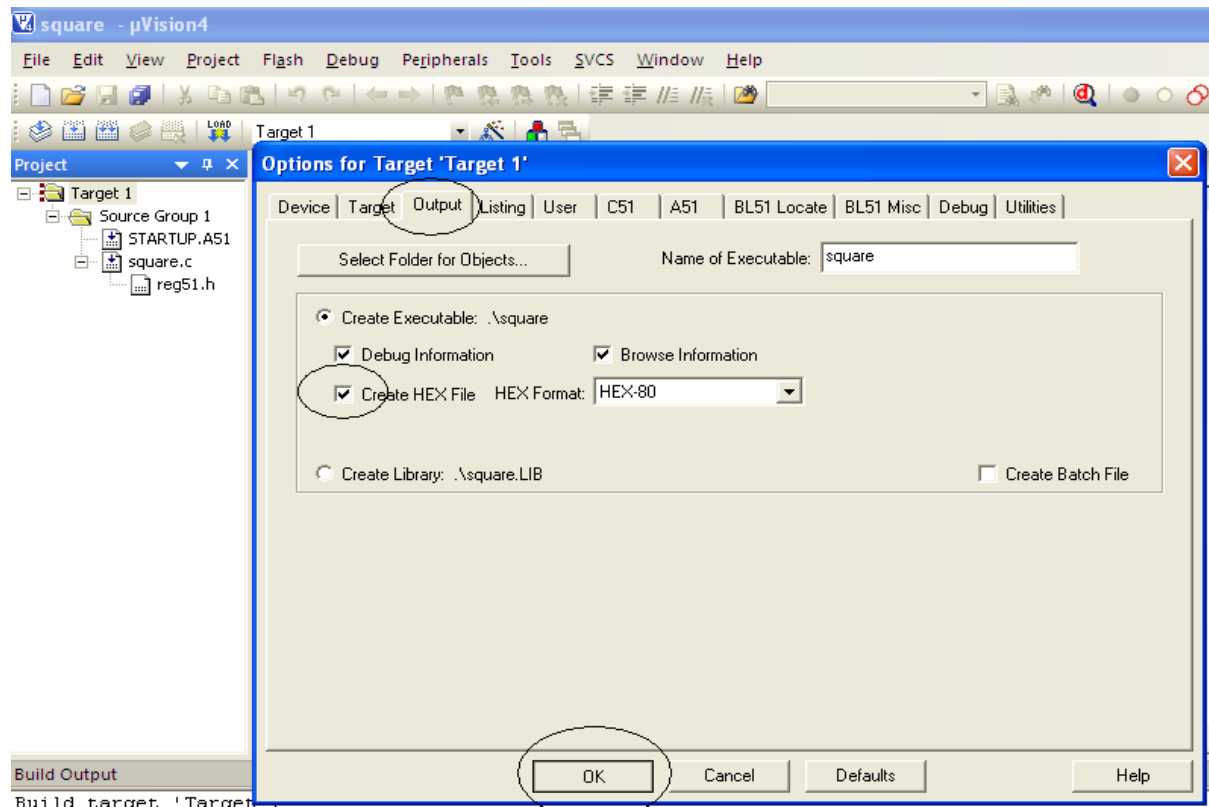 square - µVision4
File Edit View Project Flash Debug Peripherals Tools SVCS Window Help
LOAD Target 1
Project
Target 1
Source Group 1
STARTUP.A51
square.c
reg51.h
Options for Target 'Target 1'
Device Target Output Listing User C51 A51 BL51 Locate BL51 Misc Debug Utilities
Select Folder for Objects... Name of Executable: square
Create Executable: .\square
Debug Information Browse Information
Create HEX File HEX Format: HEX-80
Create Library: .\square.LIB Create Batch File
OK Cancel Defaults Help
Build Output
Build target 'Target